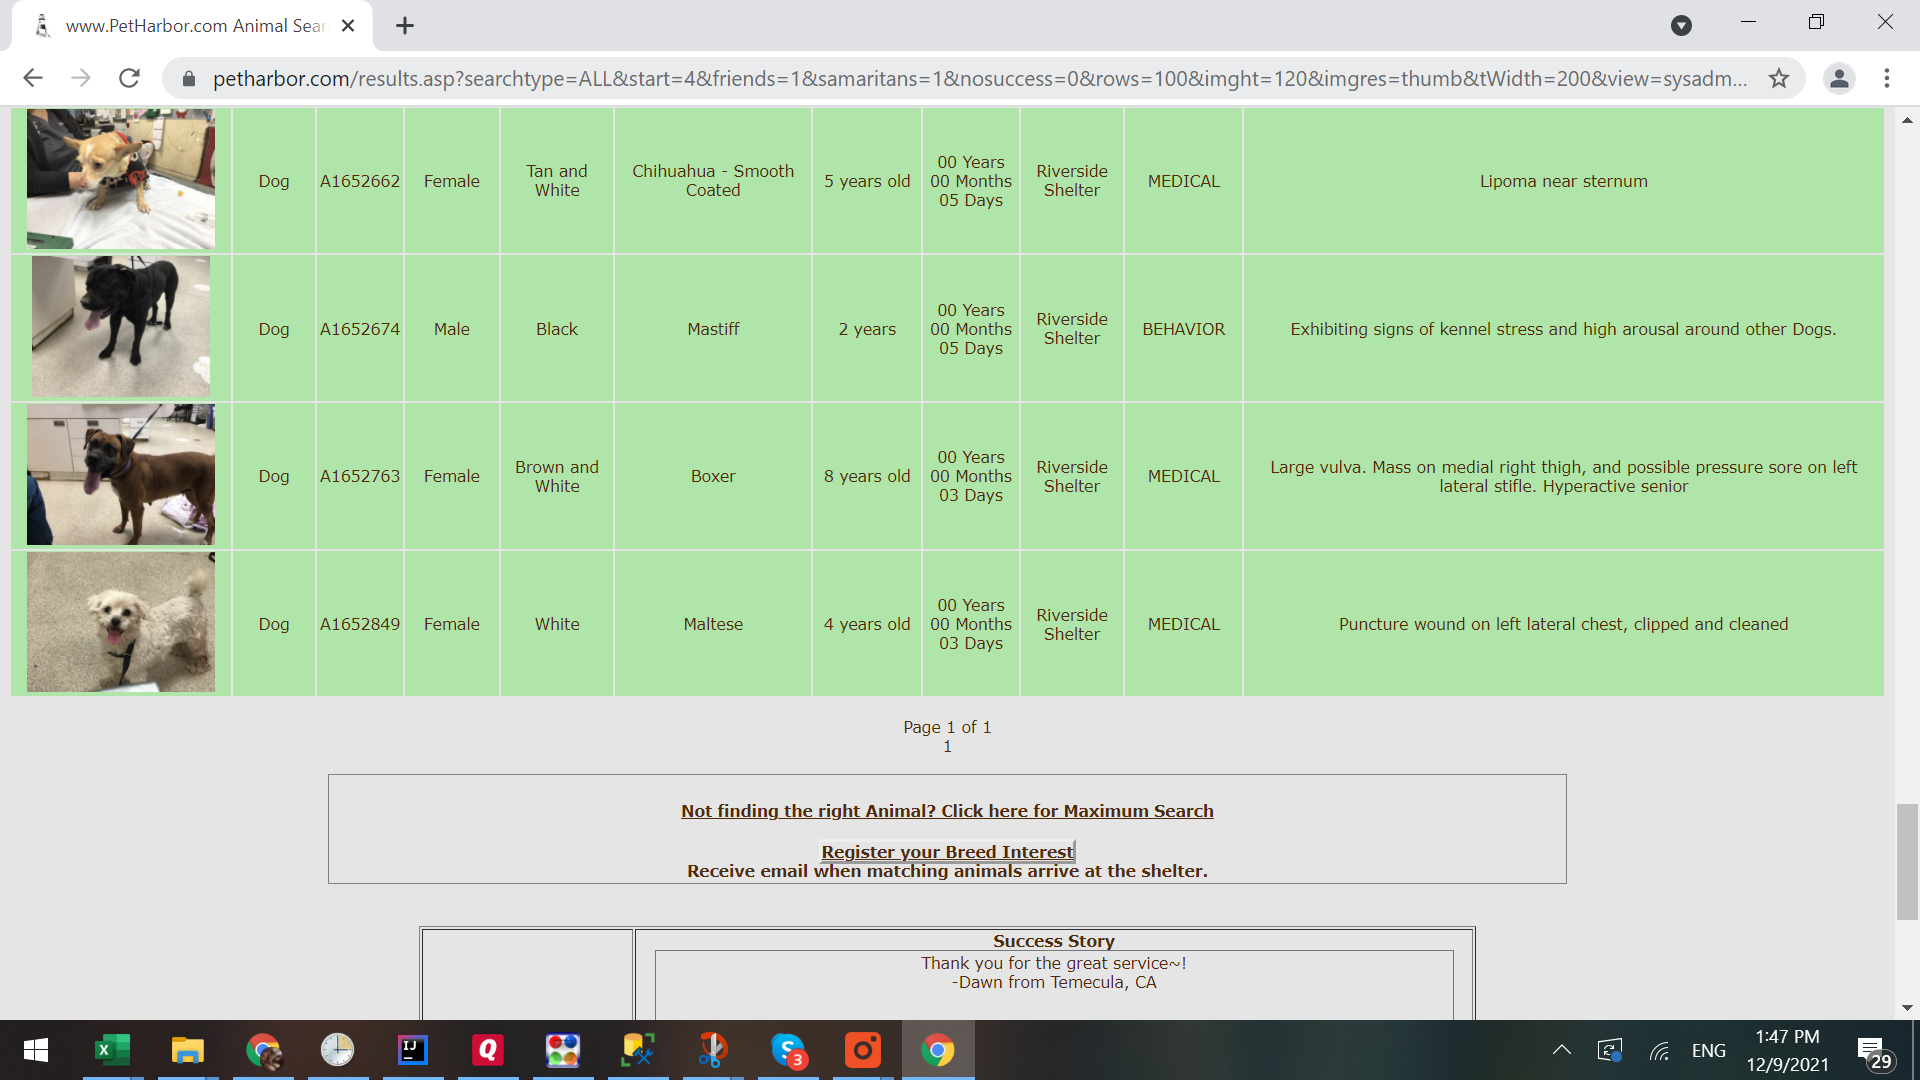 www.PetHarbor.com Animal Sear
petharbor.com/results.asp?searchtype=ALL&start=4&friends=1&samaritans=1&nosuccess=0&rows=100&imght=120&imgres=thumb&tWidth=200&view=sysadm...
Dog
A1652662
Female
Tan and
White
Chihuahua - Smooth
Coated
5 years old
00 Years
00 Months
05 Days
Riverside
Shelter
MEDICAL
Lipoma near sternum
Dog
A1652674
Male
Black
Mastiff
2 years
00 Years
00 Months
05 Days
Riverside
Shelter
BEHAVIOR
Exhibiting signs of kennel stress and high arousal around other Dogs.
Dog
A1652763
Female
Brown and
White
Boxer
8 years old
00 Years
00 Months
03 Days
Riverside
Shelter
MEDICAL
Large vulva. Mass on medial right thigh, and possible pressure sore on left
lateral stifle. Hyperactive senior
Dog
A1652849
Female
White
Maltese
4 years old
00 Years
00 Months
03 Days
Riverside
Shelter
MEDICAL
Puncture wound on left lateral chest, clipped and cleaned
Page 1 of 1
1
Not finding the right Animal? Click here for Maximum Search
Register your Breed Interest
Receive email when matching animals arrive at the shelter.
Success Story
Thank you for the great service~!
-Dawn from Temecula, CA
X
IJ
Q
S
3
ENG
1:47 PM
12/9/2021
29